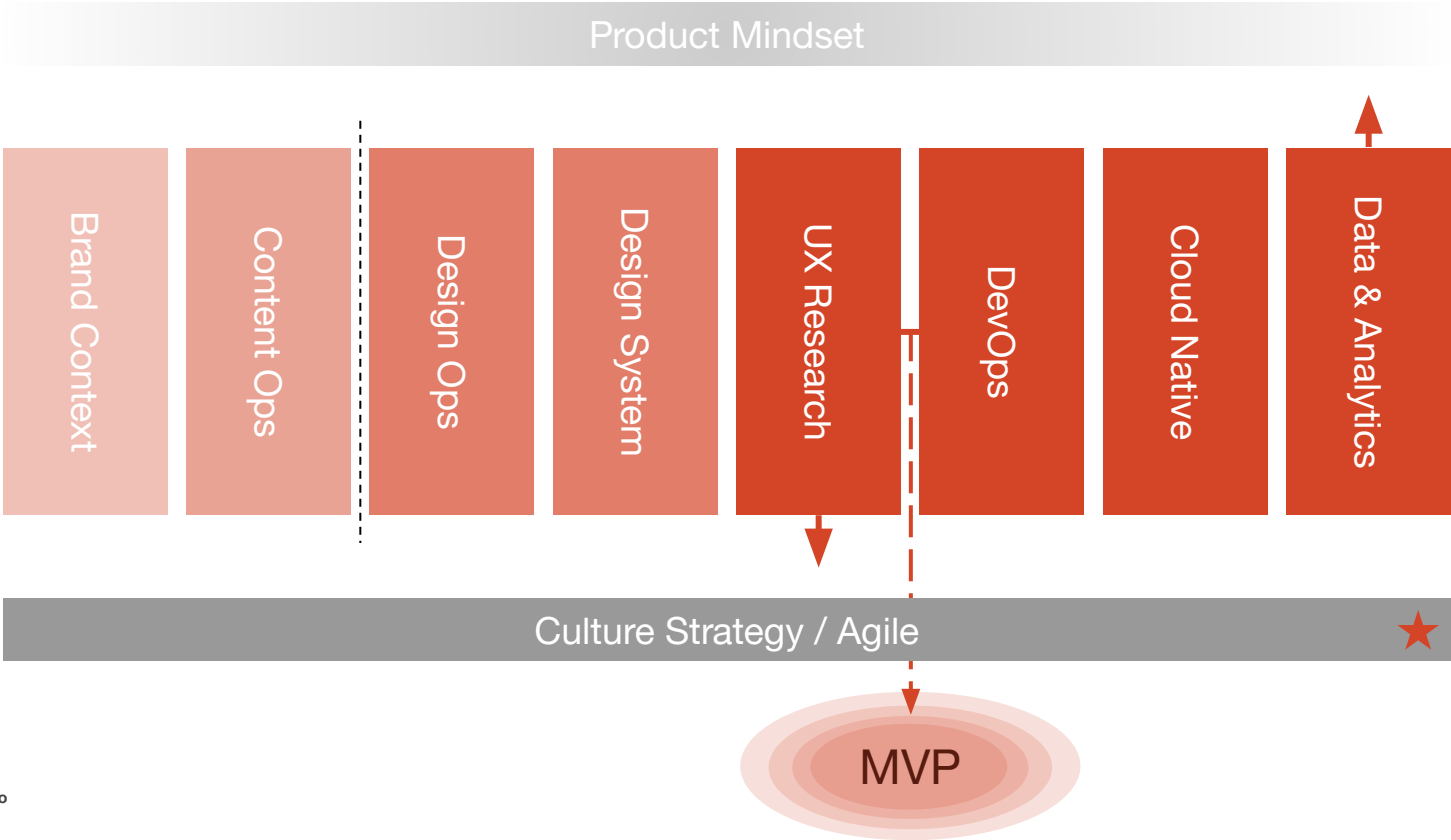 Product Mindset
Brand Context
Content Ops
Design Ops
Design System
UX Research
DevOps
Cloud Native
Data & Analytics
Culture Strategy / Agile
MVP